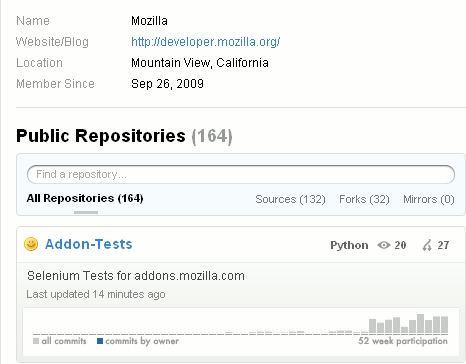 Name Mozilla
Website/Blog http://developer.mozilla.org/
Location Mountain View, California
Member Since Sep 26, 2009
Public Repositories (164)
Find a repository...
All Repositories (164) Sources (132) Forks (32) Mirrors (0)
Addon-Tests Python 20 27
Selenium Tests for addons.mozilla.com
Last updated 14 minutes ago
all commits commits by owner 52 week participation